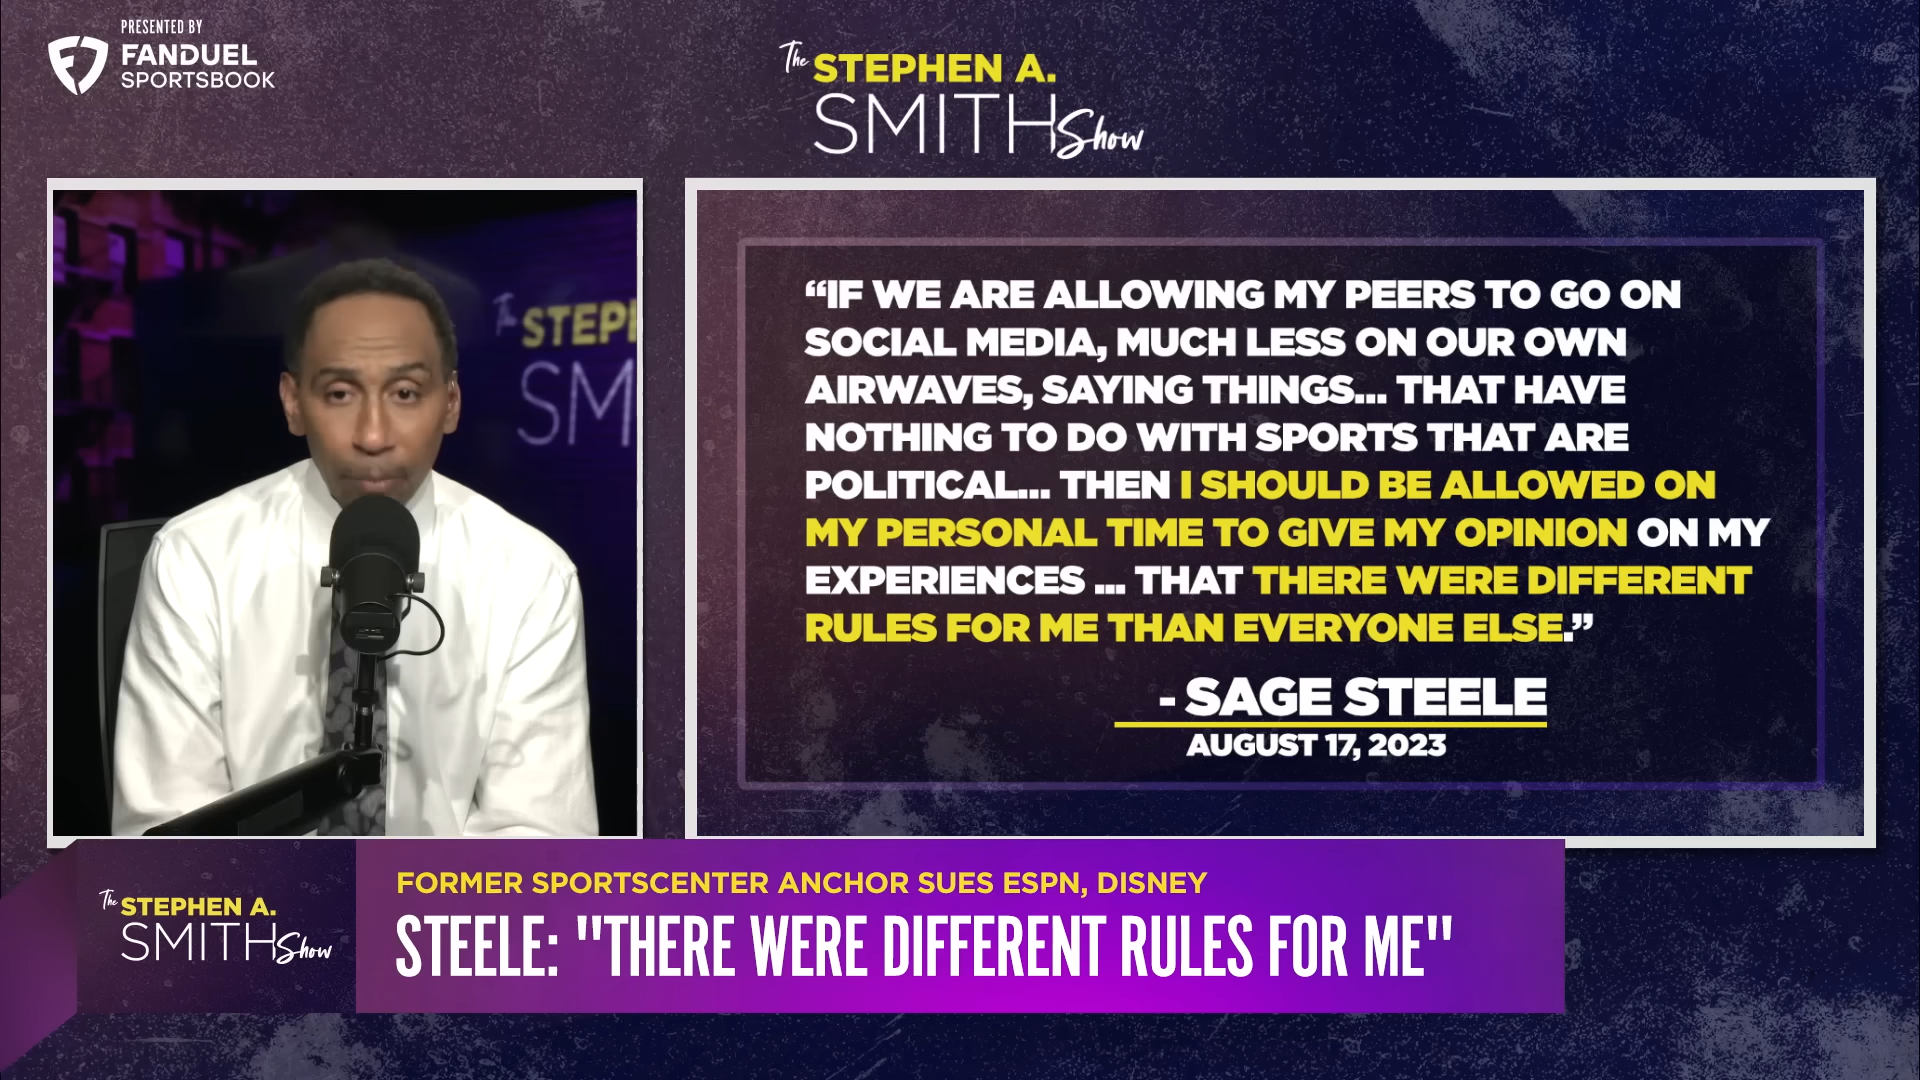 PRESENTED BY
FANDUEL
SPORTSBOOK
The STEPHEN A.
SMITH Show
The STEP
SM
“IF WE ARE ALLOWING MY PEERS TO GO ON
SOCIAL MEDIA, MUCH LESS ON OUR OWN
AIRWAVES, SAYING THINGS... THAT HAVE
NOTHING TO DO WITH SPORTS THAT ARE
POLITICAL... THEN I SHOULD BE ALLOWED ON
MY PERSONAL TIME TO GIVE MY OPINION ON MY
EXPERIENCES ... THAT THERE WERE DIFFERENT
RULES FOR ME THAN EVERYONE ELSE.”
- SAGE STEELE
AUGUST 17, 2023
The STEPHEN A.
SMITH Show
FORMER SPORTSCENTER ANCHOR SUES ESPN, DISNEY
STEELE: "THERE WERE DIFFERENT RULES FOR ME"